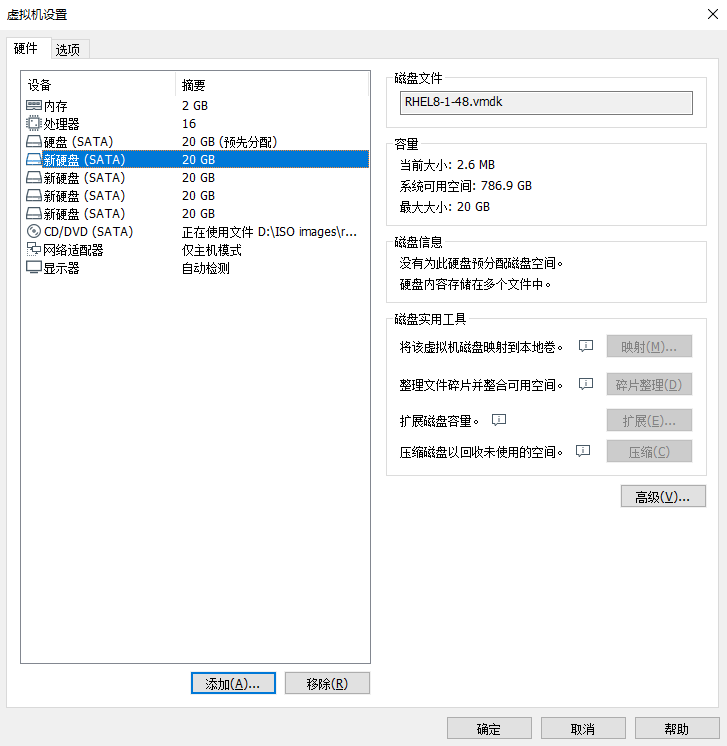 虚拟机设置
硬件 选项
设备 摘要
内存 2 GB
处理器 16
硬盘 (SATA) 20 GB (预先分配)
新硬盘 (SATA) 20 GB
新硬盘 (SATA) 20 GB
新硬盘 (SATA) 20 GB
新硬盘 (SATA) 20 GB
CD/DVD (SATA) 正在使用文件 D:\ISO images\r...
网络适配器 仅主机模式
显示器 自动检测
添加(A)... 移除(R)
磁盘文件
RHEL8-1-48.vmdk
容量
当前大小: 2.6 MB
系统可用空间: 786.9 GB
最大大小: 20 GB
磁盘信息
没有为此硬盘预分配磁盘空间。
硬盘内容存储在多个文件中。
磁盘实用工具
将该虚拟机磁盘映射到本地卷。 映射(M)...
整理文件碎片并整合可用空间。 碎片整理(D)
扩展磁盘容量。 扩展(E)...
压缩磁盘以回收未使用的空间。 压缩(C)
高级(V)...
确定 取消 帮助